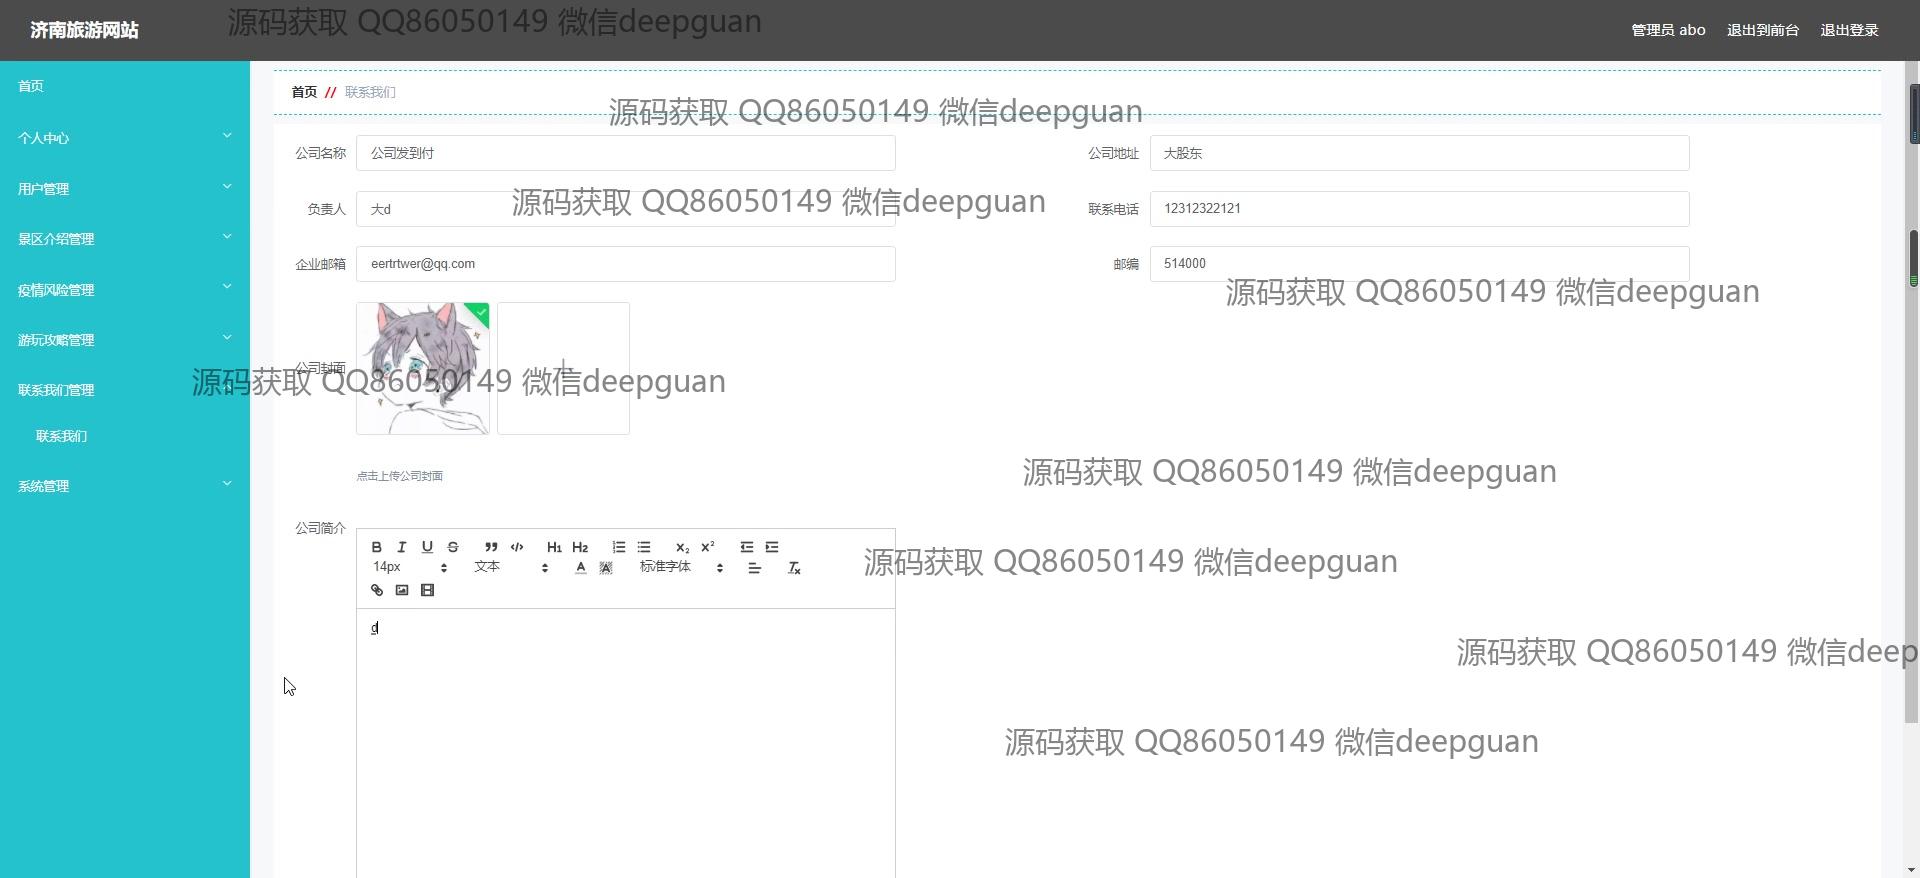 济南旅游网站
源码获取 QQ86050149 微信deepguan
管理员 abo
退出到前台
退出登录
首页
个人中心
用户管理
景区介绍管理
疫情风险管理
游玩攻略管理
联系我们管理
联系我们
系统管理
首页 // 联系我们
源码获取 QQ86050149 微信deepguan
公司名称
公司发到付
公司地址
大股东
负责人
大d
源码获取 QQ86050149 微信deepguan
联系电话
12312322121
企业邮箱
eertrtwer@qq.com
邮编
514000
源码获取 QQ86050149 微信deepguan
公司封面
源码获取 QQ86050149 微信deepguan
点击上传公司封面
源码获取 QQ86050149 微信deepguan
公司简介
B I U S H1 H2 x2 x2
14px 文本 A A 标准字体 Tx
源码获取 QQ86050149 微信deepguan
d
源码获取 QQ86050149 微信deep
源码获取 QQ86050149 微信deepguan